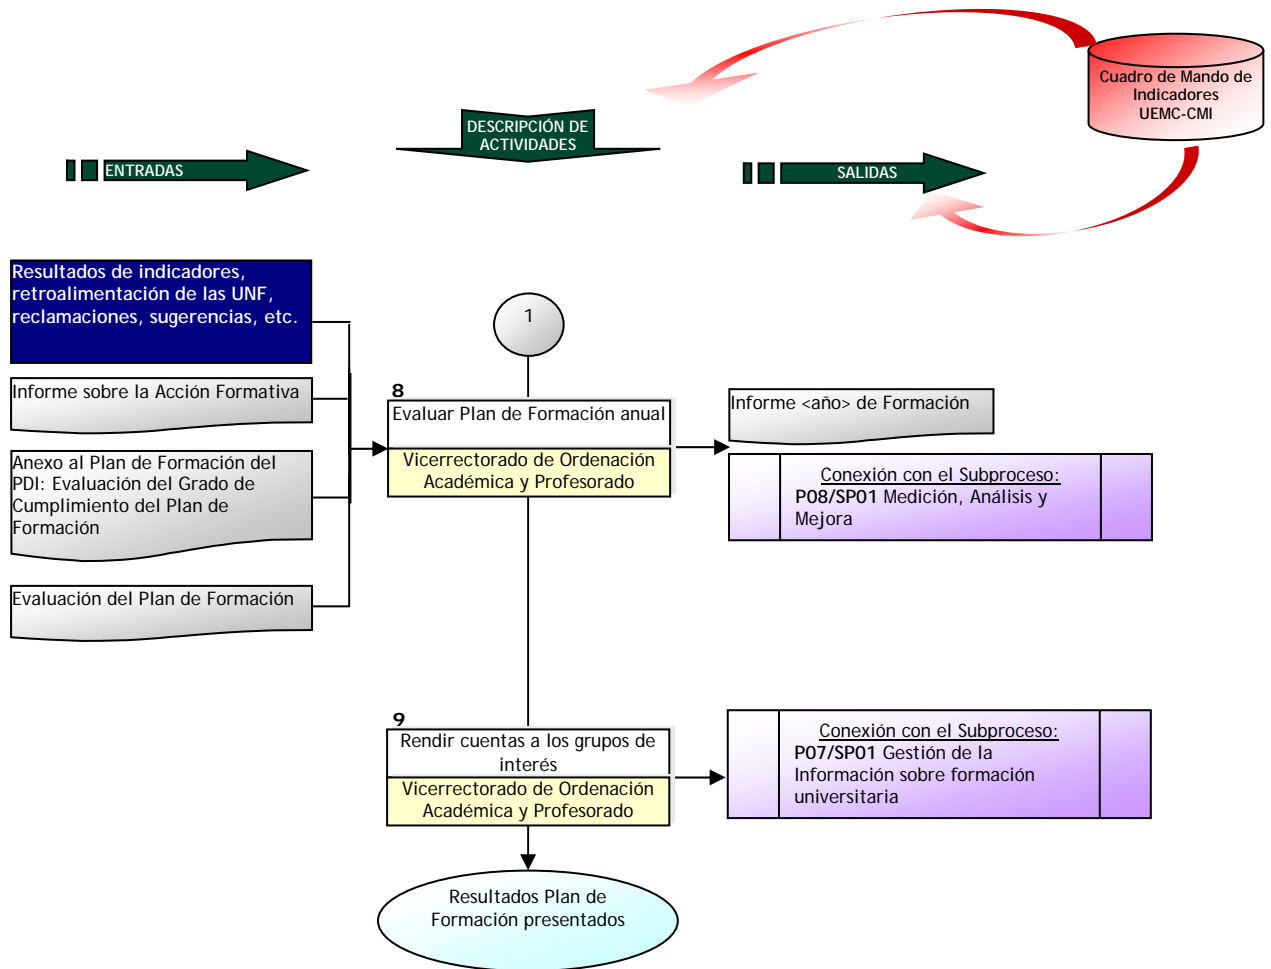 Cuadro de Mando de
Indicadores
UEMC-CMI
DESCRIPCIÓN DE
ACTIVIDADES
ENTRADAS
SALIDAS
Resultados de indicadores,
retroalimentación de las UNF,
reclamaciones, sugerencias, etc.
1
Informe sobre la Acción Formativa
8
Evaluar Plan de Formación anual
Vicerrectorado de Ordenación
Académica y Profesorado
Informe <año> de Formación
Anexo al Plan de Formación del
PDI: Evaluación del Grado de
Cumplimiento del Plan de
Formación
Conexión con el Subproceso:
P08/SP01 Medición, Análisis y
Mejora
Evaluación del Plan de Formación
9
Rendir cuentas a los grupos de
interés
Vicerrectorado de Ordenación
Académica y Profesorado
Conexión con el Subproceso:
P07/SP01 Gestión de la
Información sobre formación
universitaria
Resultados Plan de
Formación presentados